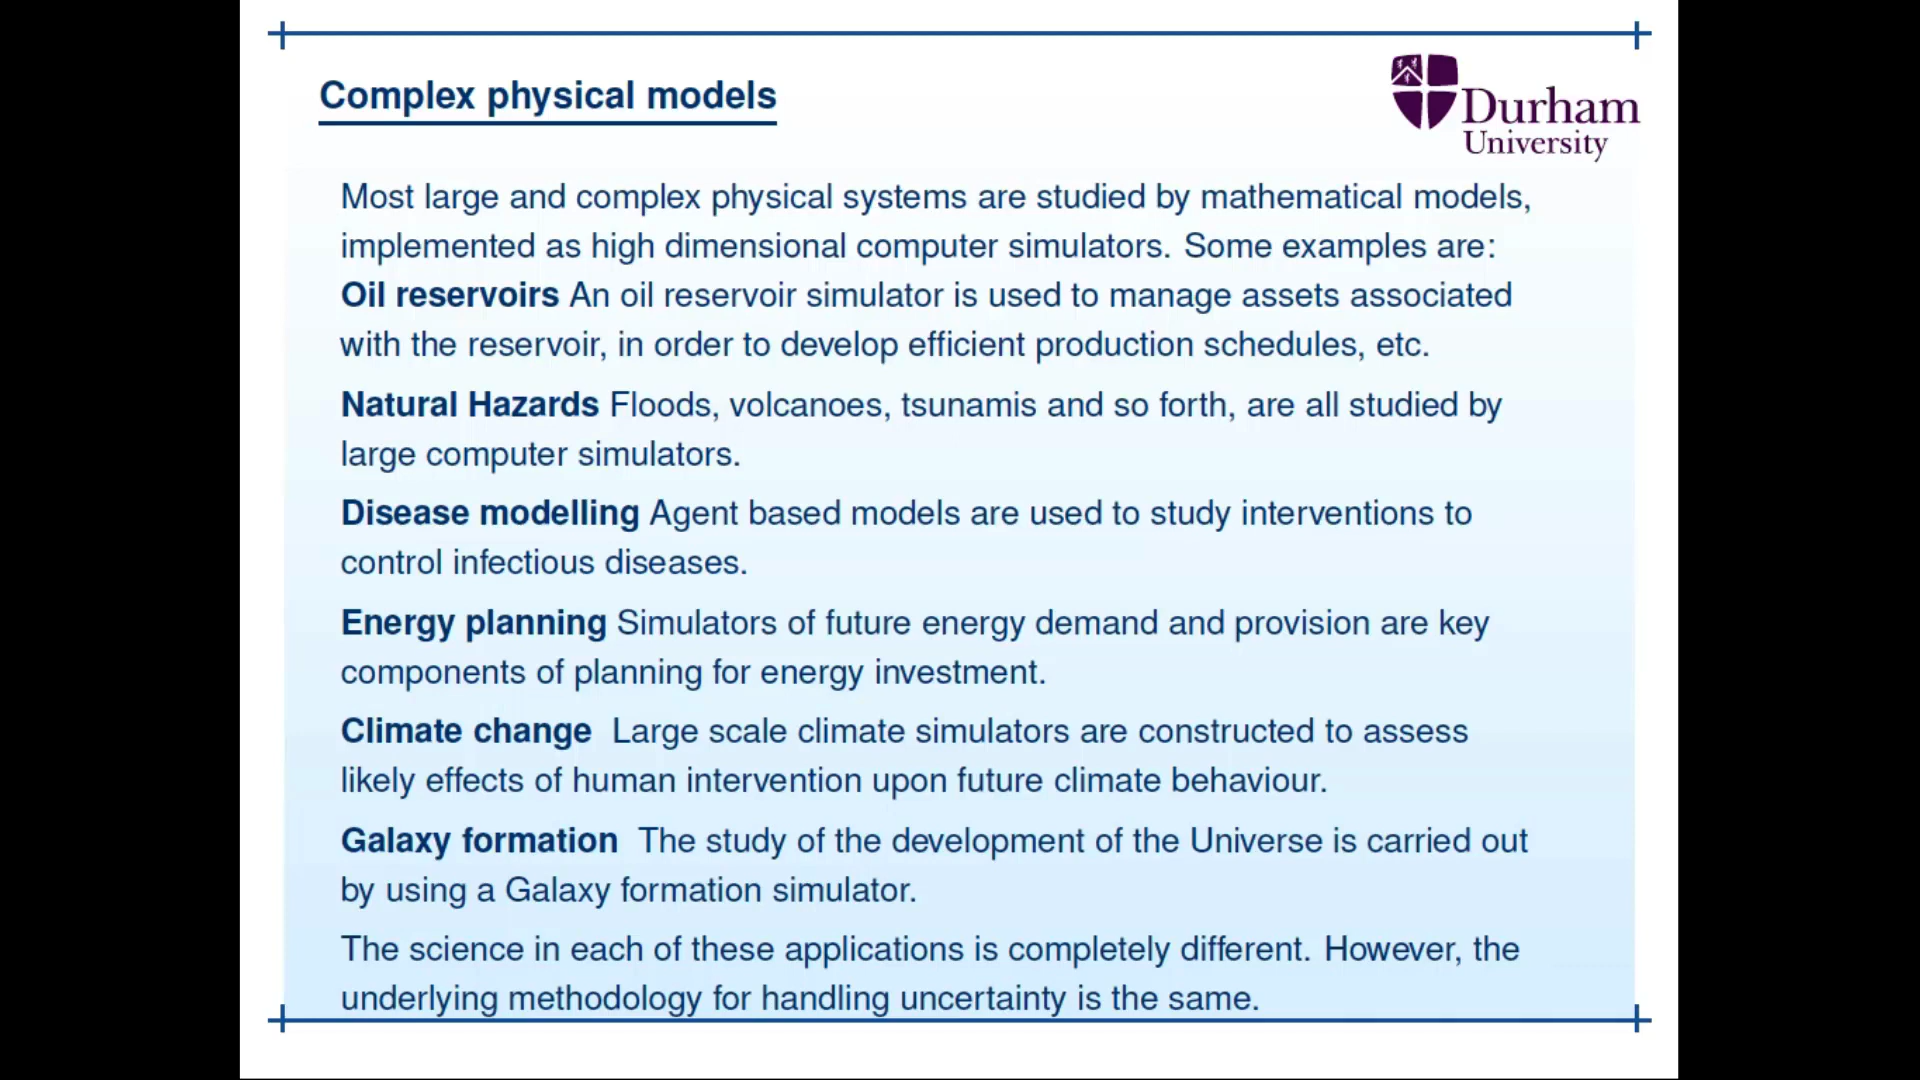 Complex physical models
Durham
University
Most large and complex physical systems are studied by mathematical models,
implemented as high dimensional computer simulators. Some examples are:
Oil reservoirs An oil reservoir simulator is used to manage assets associated
with the reservoir, in order to develop efficient production schedules, etc.
Natural Hazards Floods, volcanoes, tsunamis and so forth, are all studied by
large computer simulators.
Disease modelling Agent based models are used to study interventions to
control infectious diseases.
Energy planning Simulators of future energy demand and provision are key
components of planning for energy investment.
Climate change Large scale climate simulators are constructed to assess
likely effects of human intervention upon future climate behaviour.
Galaxy formation The study of the development of the Universe is carried out
by using a Galaxy formation simulator.
The science in each of these applications is completely different. However, the
underlying methodology for handling uncertainty is the same.